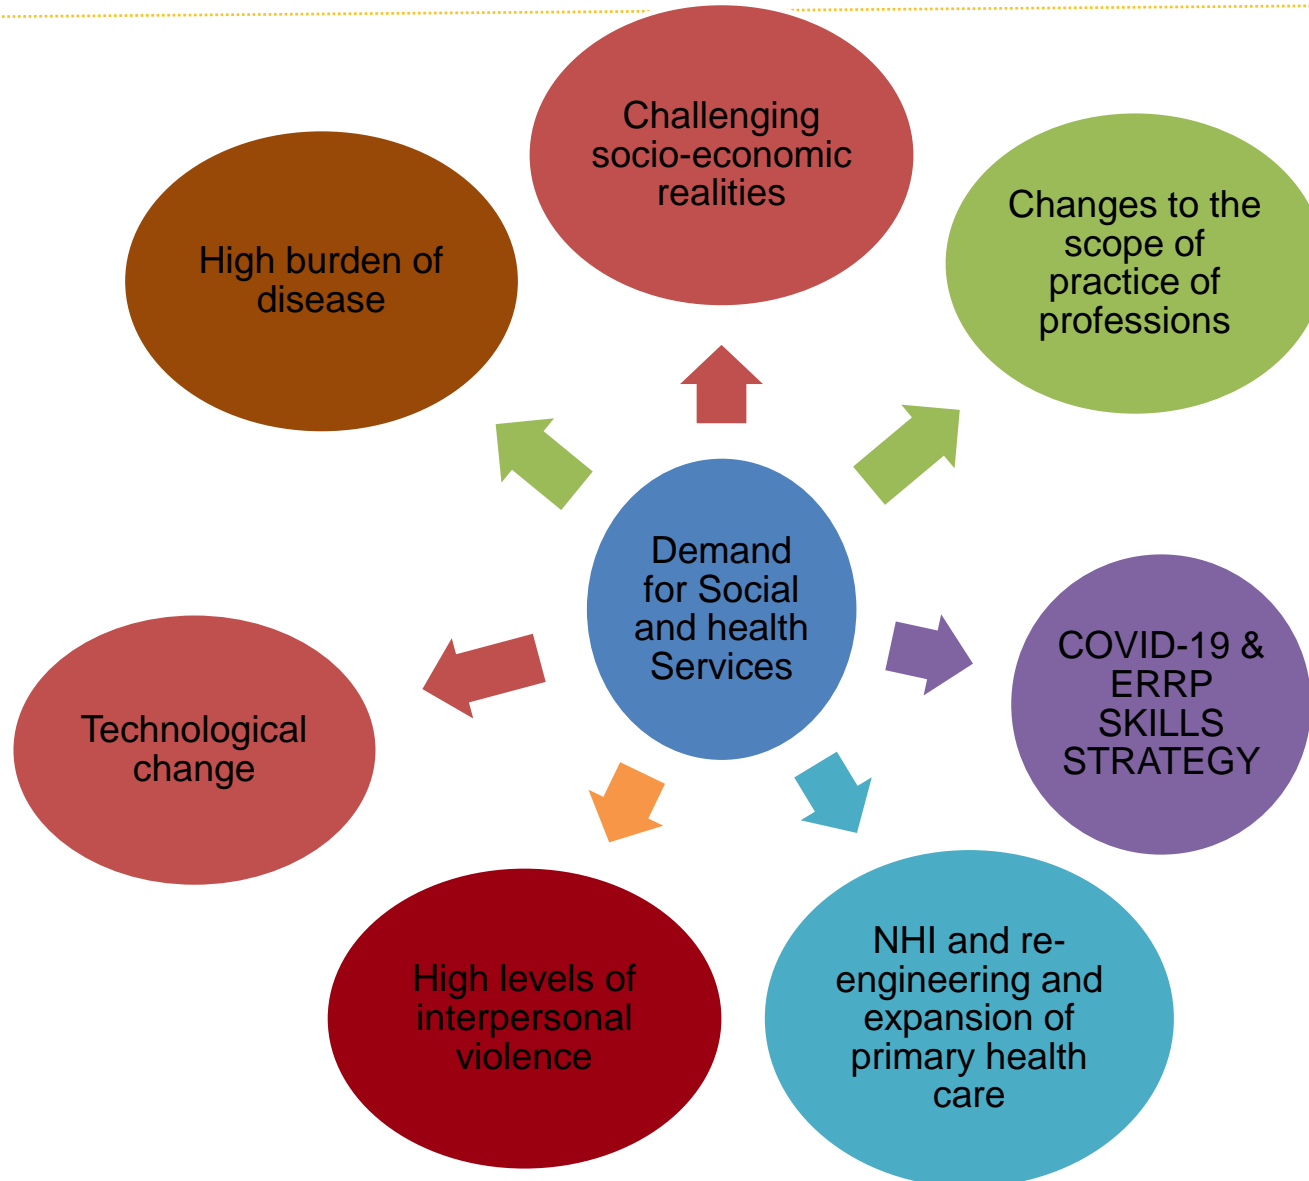 Challenging
socio-economic
realities
Changes to the
scope of
practice of
professions
High burden of
disease
Demand
for Social
and health
Services
COVID-19 &
ERRP
SKILLS
STRATEGY
Technological
change
NHI and re-
engineering and
expansion of
primary health
care
High levels of
interpersonal
violence